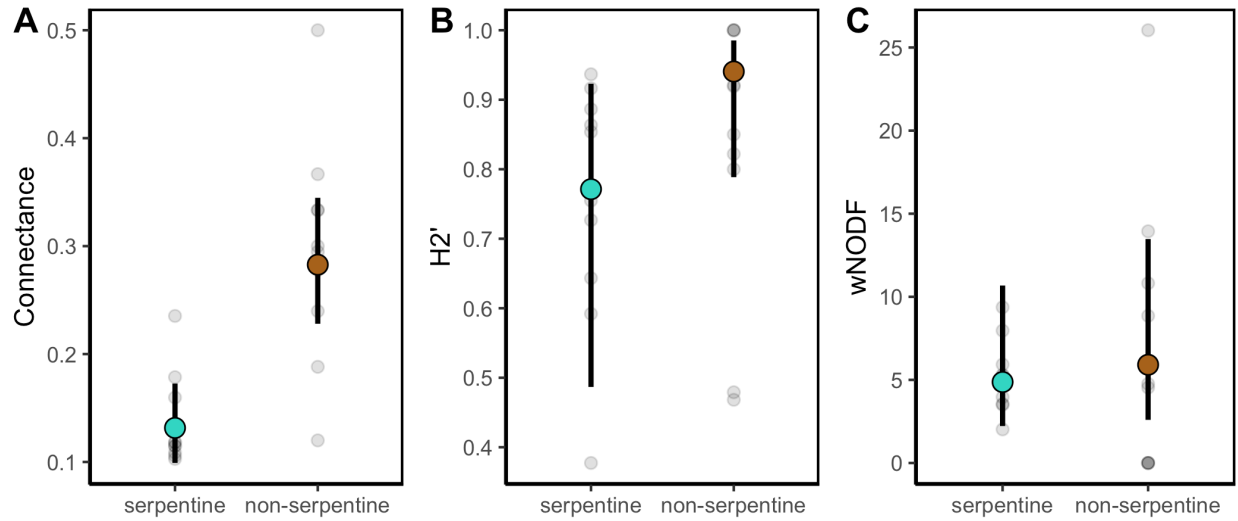 A
Connectance
0.5
0.4
0.3
0.2
0.1
serpentine
non-serpentine
B
H2'
1.0
0.9
0.8
0.7
0.6
0.5
0.4
serpentine
non-serpentine
C
wNODF
25
20
15
10
5
0
serpentine
non-serpentine